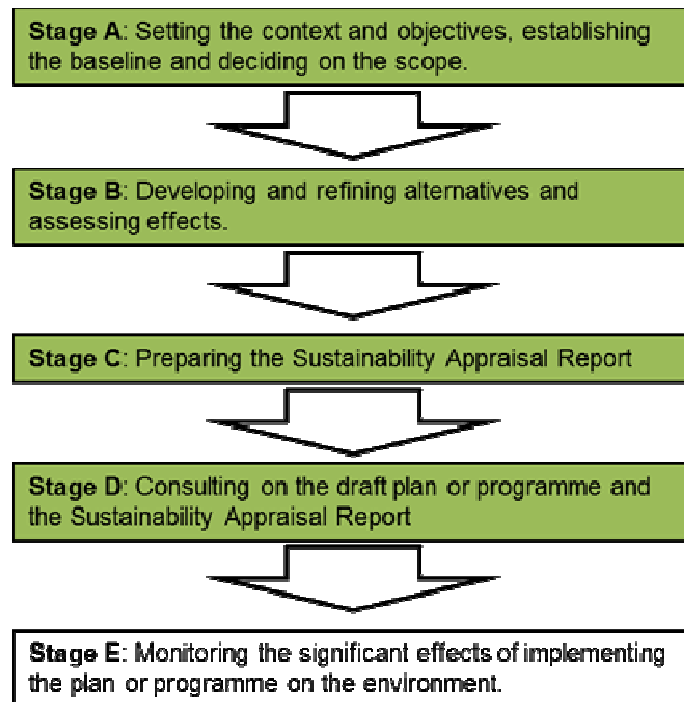 Stage A: Setting the context and objectives, establishing
the baseline and deciding on the scope.
Stage B: Developing and refining alternatives and
assessing effects.
Stage C: Preparing the Sustainability Appraisal Report
Stage D: Consulting on the draft plan or programme and
the Sustainability Appraisal Report
Stage E: Monitoring the significant effects of implementing
the plan or programme on the environment.